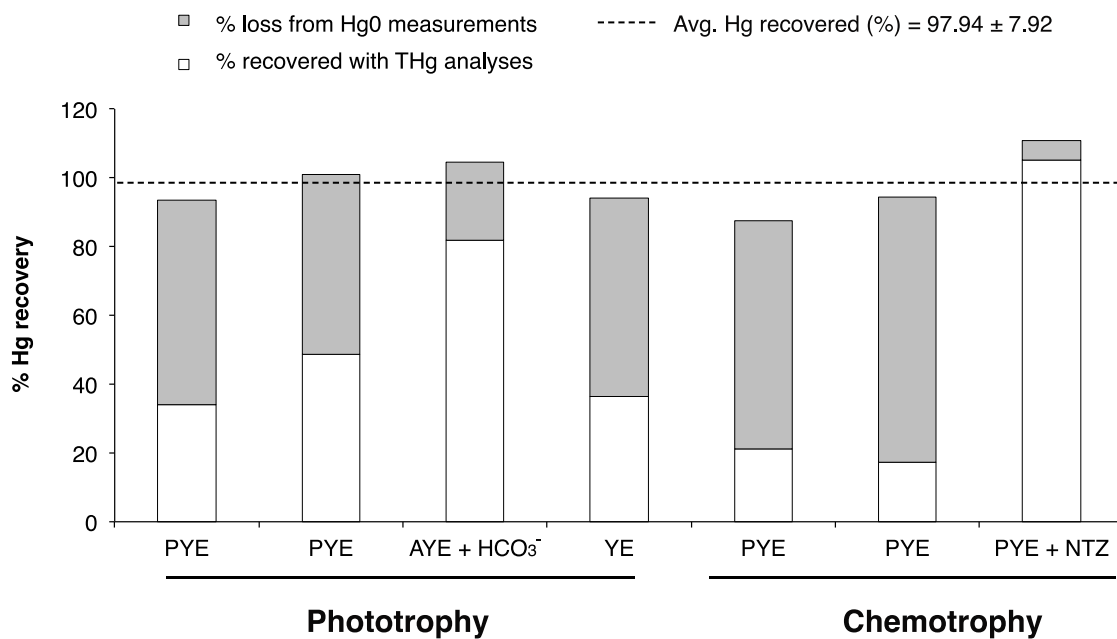 % loss from Hg0 measurements
Avg. Hg recovered (%) = 97.94 ± 7.92
% recovered with THg analyses
% Hg recovery
120
100
80
60
40
20
0
PYE PYE AYE + HCO₃⁻ YE PYE PYE PYE + NTZ
Phototrophy Chemotrophy